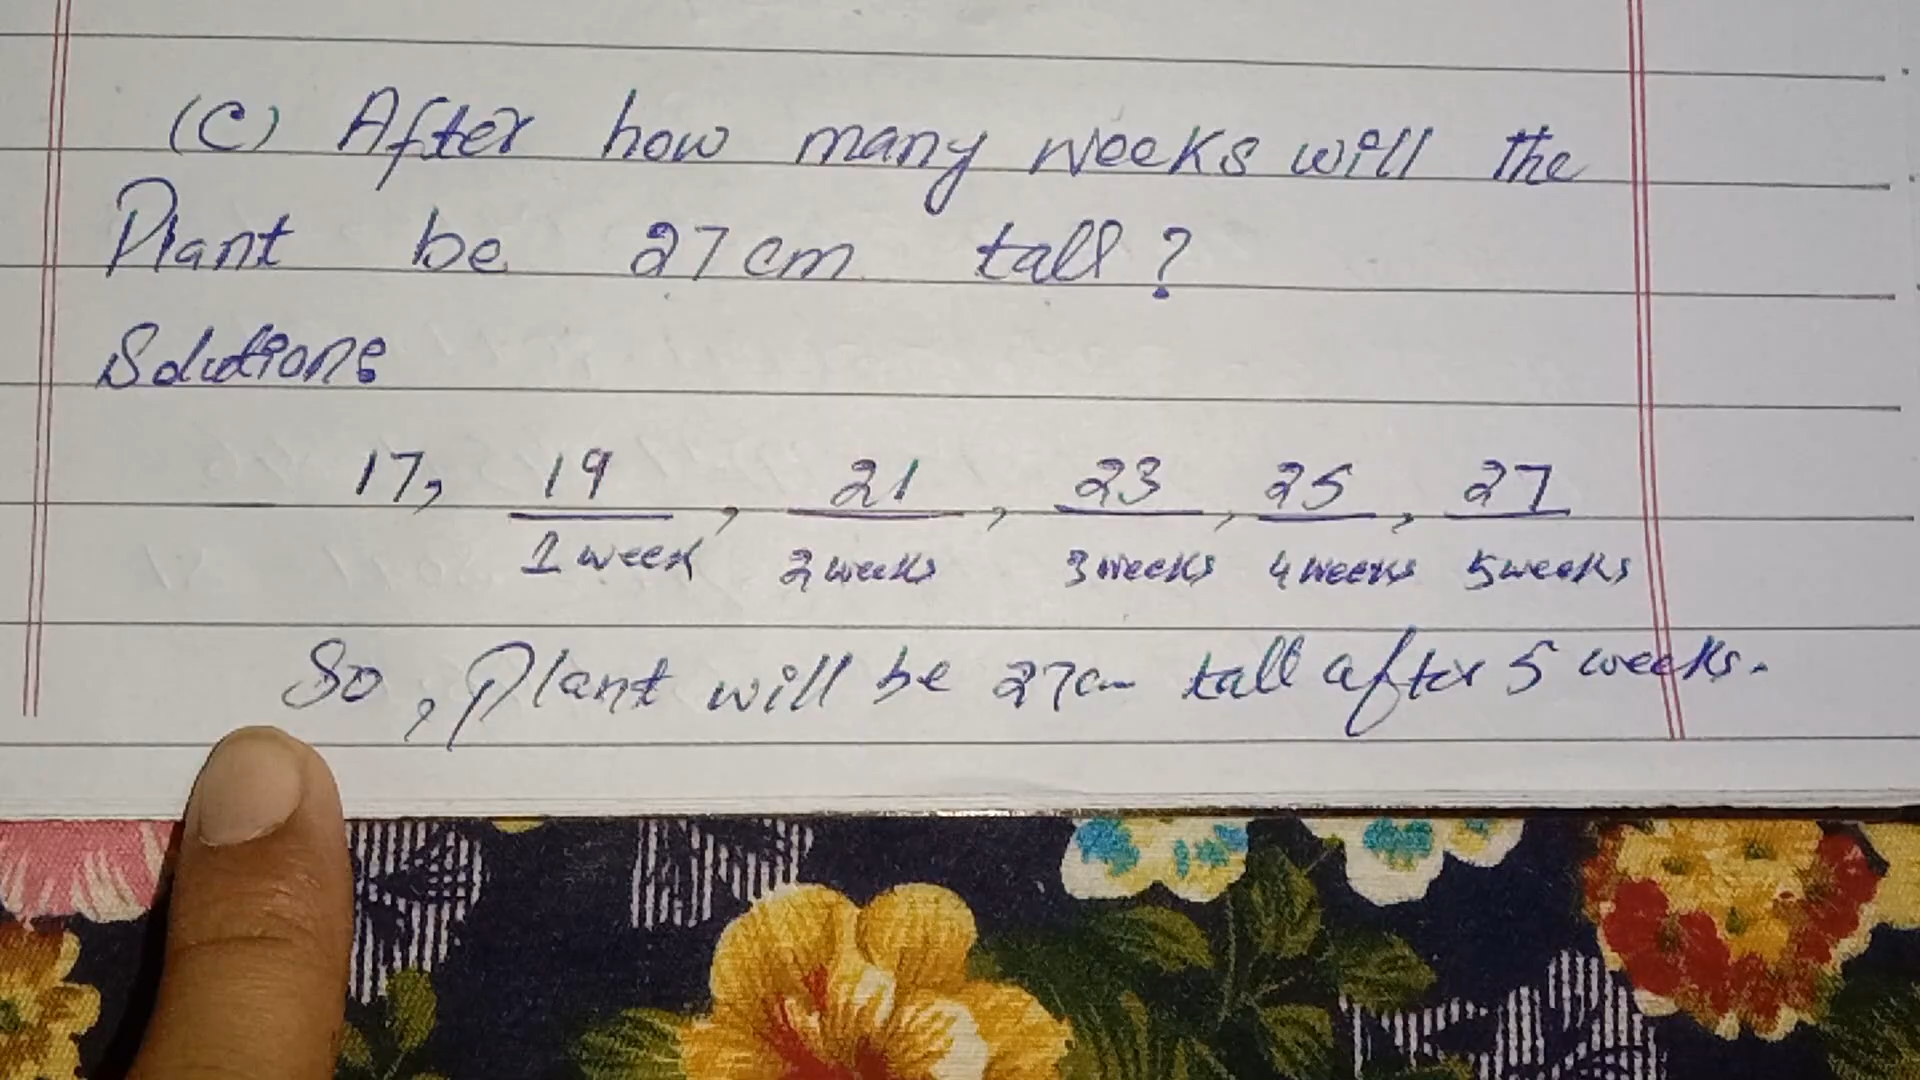 (C) After how many weeks will the
Plant be 27cm tall?
Solution:
17, 19, 21, 23, 25, 27
1 week 2 weeks 3 weeks 4 weeks 5 weeks
So, Plant will be 27cm tall after 5 weeks.